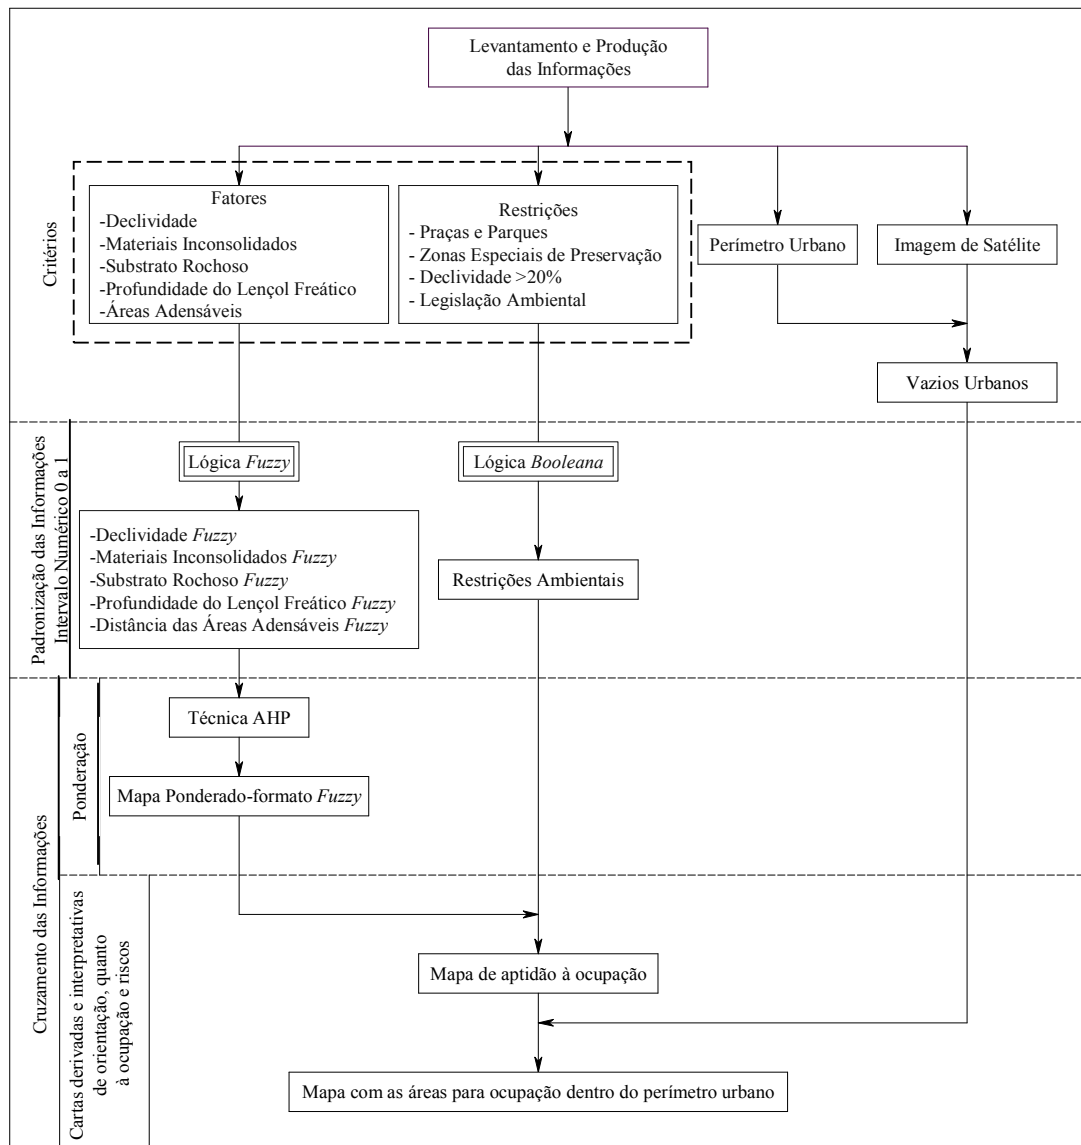 Levantamento e Produção
das Informações
Critérios
Fatores
-Declividade
-Materiais Inconsolidados
-Substrato Rochoso
-Profundidade do Lençol Freático
-Áreas Adensáveis
Restrições
- Praças e Parques
- Zonas Especiais de Preservação
- Declividade >20%
- Legislação Ambiental
Perímetro Urbano
Imagem de Satélite
Vazios Urbanos
Padronização das Informações
Intervalo Numérico 0 a 1
Lógica Fuzzy
Lógica Booleana
-Declividade Fuzzy
-Materiais Inconsolidados Fuzzy
-Substrato Rochoso Fuzzy
-Profundidade do Lençol Freático Fuzzy
-Distância das Áreas Adensáveis Fuzzy
Restrições Ambientais
Cruzamento das Informações
Ponderação
Técnica AHP
Mapa Ponderado-formato Fuzzy
Cartas derivadas e interpretativas
de orientação, quanto
à ocupação e riscos
Mapa de aptidão à ocupação
Mapa com as áreas para ocupação dentro do perímetro urbano